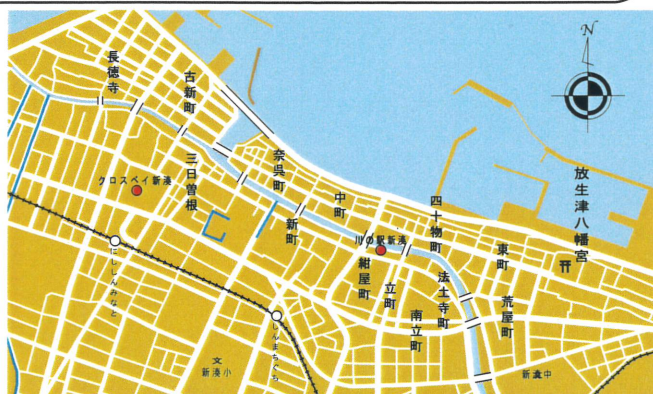 N
長徳寺
古新町
奈呉町
放生津八幡宮
三日曽根
クロスベイ新湊
中町
四十物町
新町
川の駅新湊
東町
紺屋町
立町
法土寺町
荒屋町
南立町
にししんみなと
しんまちぐち
文
新湊小
新湊中